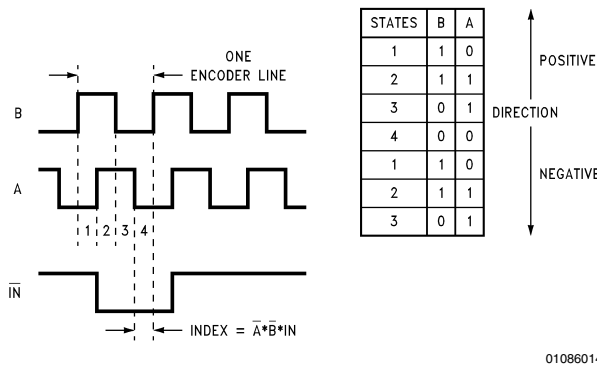 ONE
ENCODER LINE
B
A
1 2 3 4
IN
INDEX = A̅*B̅*IN
STATES B A
1 1 0
2 1 1
3 0 1
4 0 0
1 1 0
2 1 1
3 0 1
POSITIVE
DIRECTION
NEGATIVE
01086014